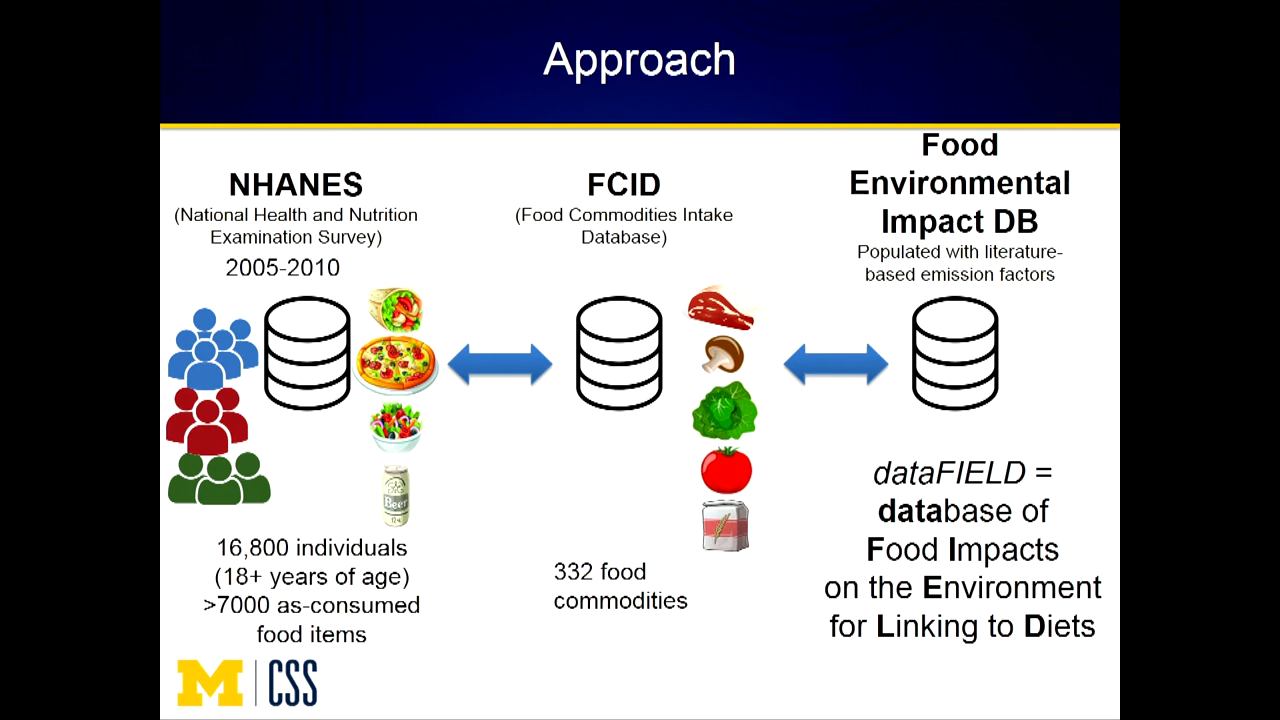 Approach
NHANES
(National Health and Nutrition
Examination Survey)
2005-2010
16,800 individuals
(18+ years of age)
>7000 as-consumed
food items
FCID
(Food Commodities Intake
Database)
332 food
commodities
Food
Environmental
Impact DB
Populated with literature-
based emission factors
dataFIELD =
database of
Food Impacts
on the Environment
for Linking to Diets
Beer
M | CSS